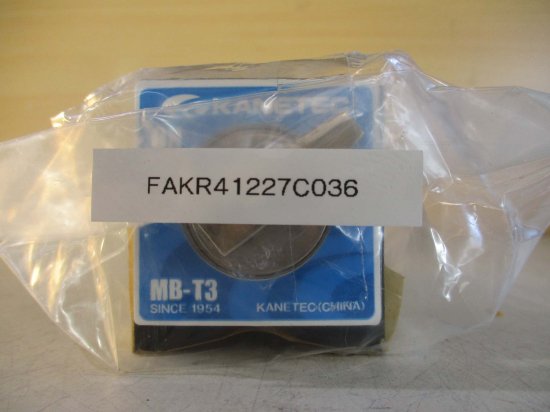 KANETEC
FAKR41227C036
MB-T3
SINCE 1954 KANETEC(CHINA)